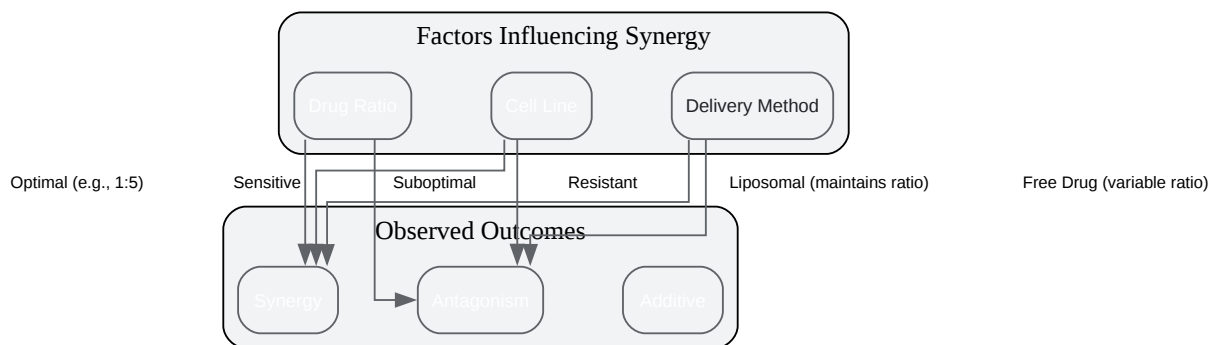 Factors Influencing Synergy
Drug Ratio
Cell Line
Delivery Method
Optimal (e.g., 1:5)
Sensitive
Suboptimal
Resistant
Liposomal (maintains ratio)
Free Drug (variable ratio)
Observed Outcomes
Synergy
Antagonism
Additive